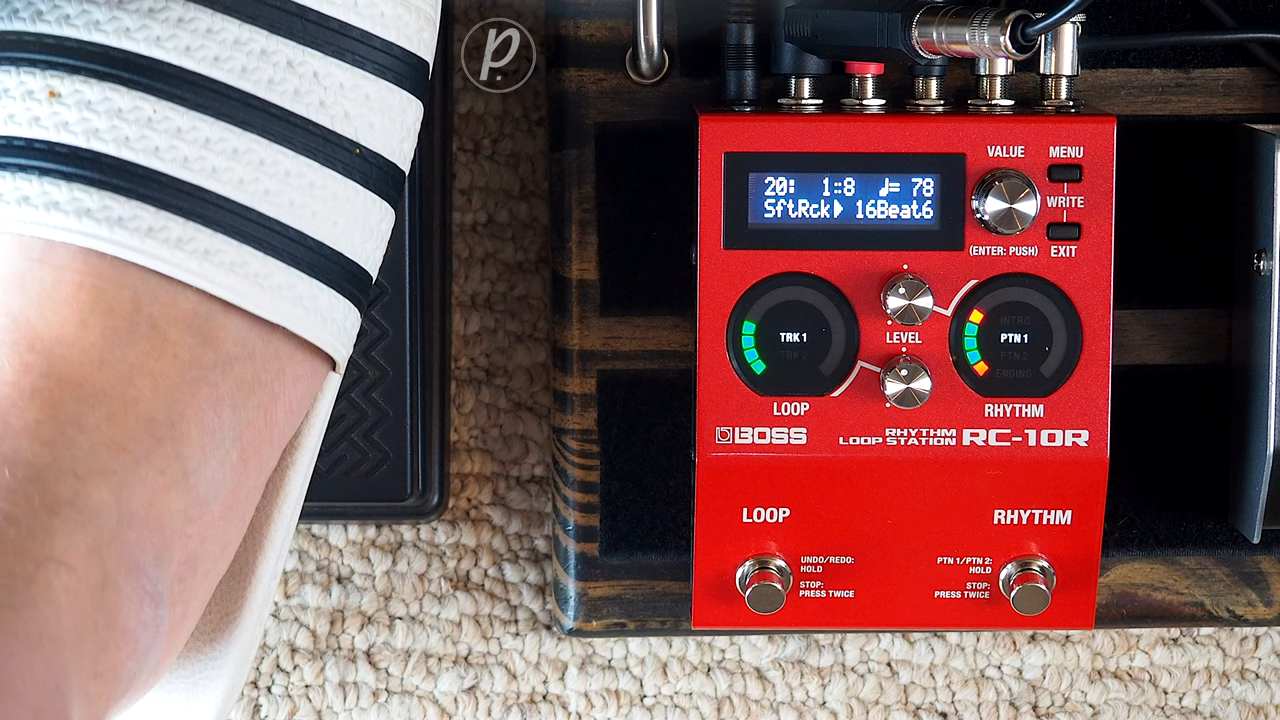 p.
VALUE MENU
20: 1::8 ♩= 78
SftRck▶ 16Beat6
WRITE
(ENTER: PUSH) EXIT
INTRO
TRK 1
PTN 1
TRK 2
PTN 2
LEVEL
ENDING
LOOP
RHYTHM
BOSS
RHYTHM
LOOP STATION
RC-10R
LOOP
RHYTHM
UNDO/REDO:
HOLD
STOP:
PRESS TWICE
PTN 1/PTN 2:
HOLD
STOP:
PRESS TWICE